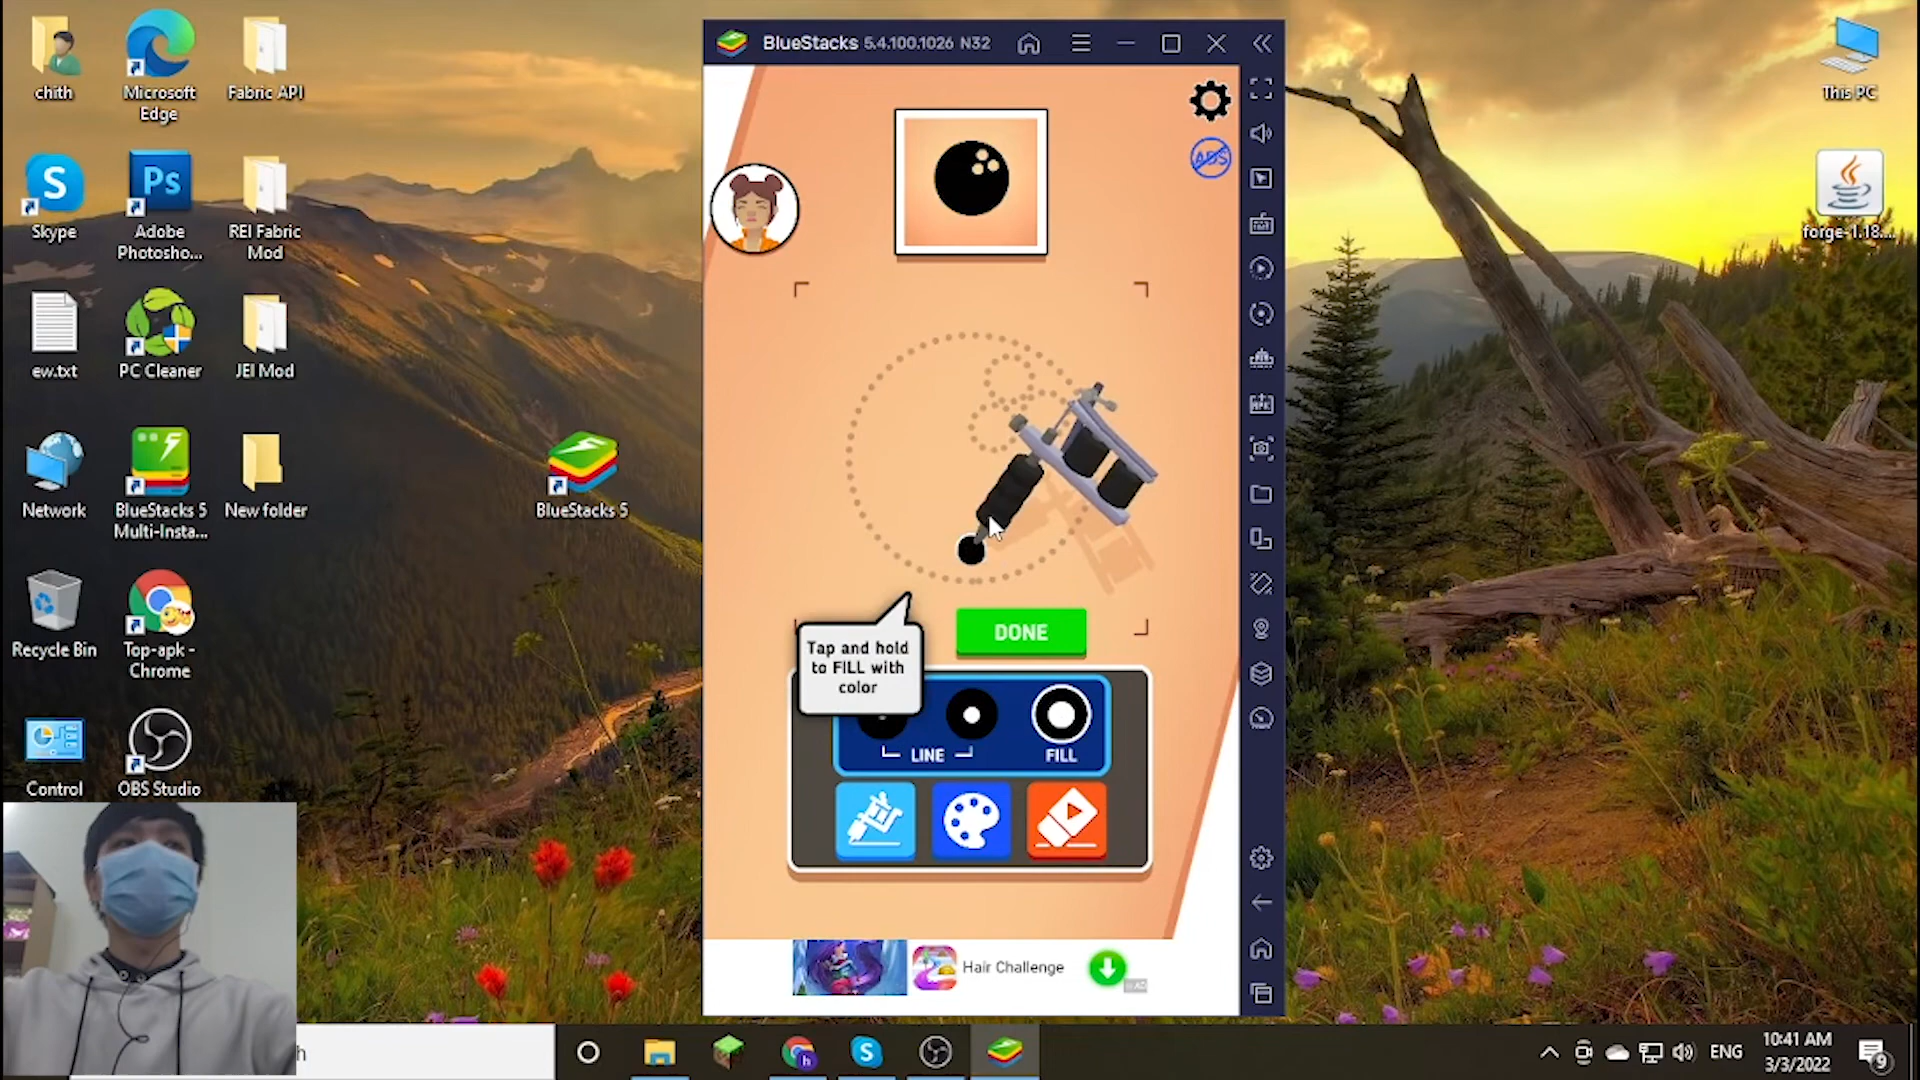 chith
Microsoft
Edge
Fabric API
Skype
Adobe
Photosho...
REI Fabric
Mod
ew.txt
PC Cleaner
JEI Mod
Network
BlueStacks 5
Multi-Insta...
New folder
Recycle Bin
Top-apk -
Chrome
Control
OBS Studio
BlueStacks 5
BlueStacks 5.4.100.1026 N32
ADS
DONE
Tap and hold
to FILL with
color
LINE
FILL
Hair Challenge
This PC
forge-1.18....
S
Ps
h
ENG
10:41 AM
3/3/2022
9